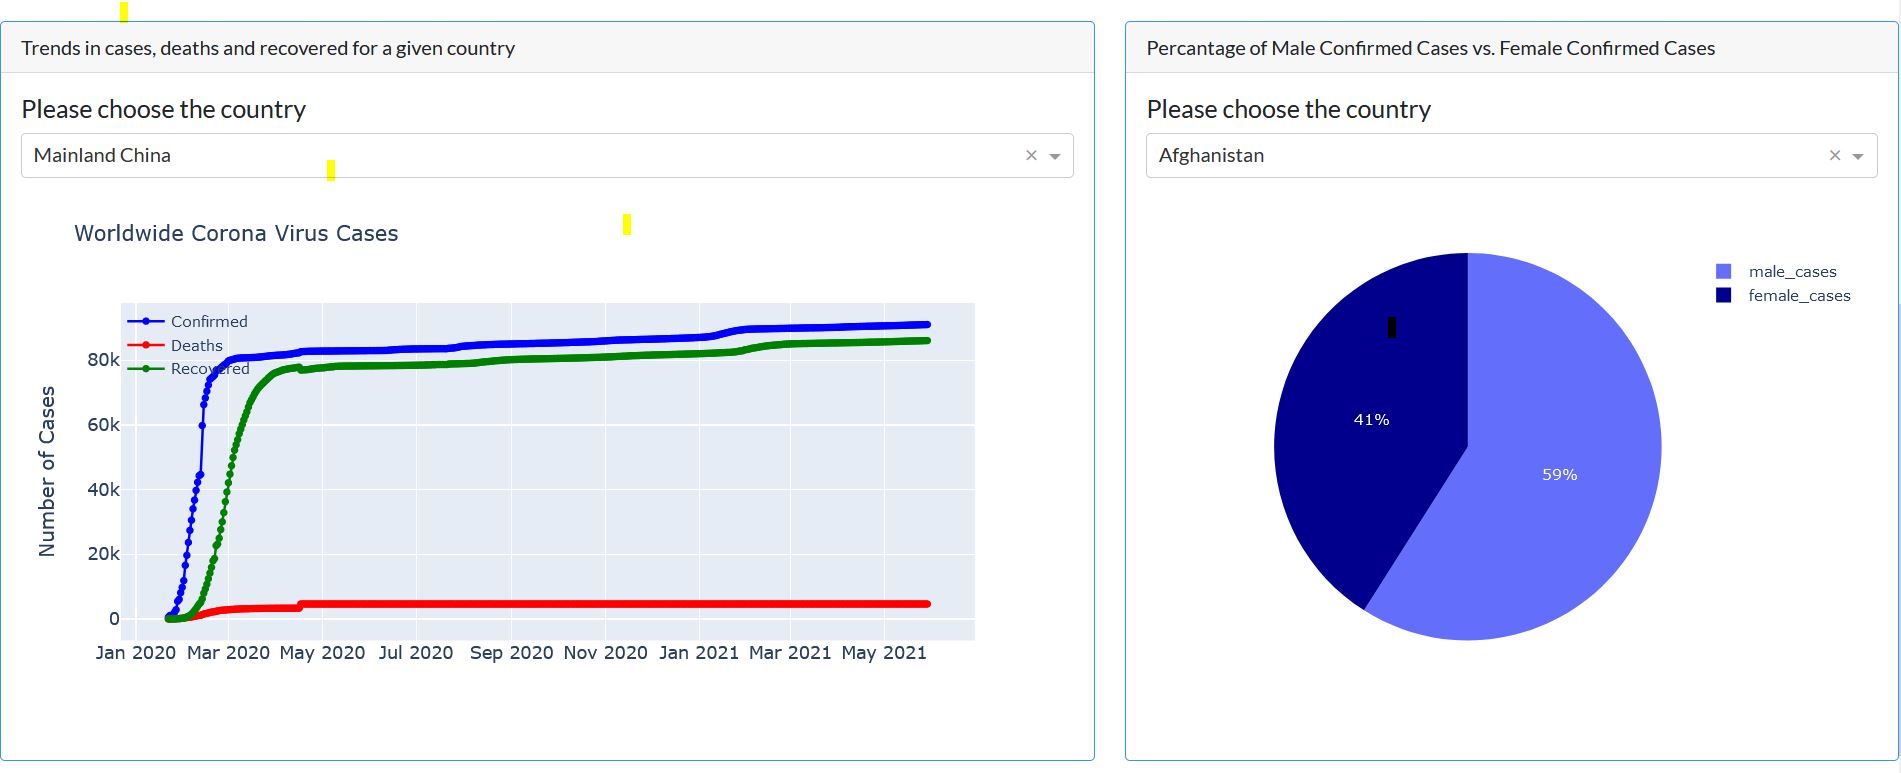 Trends in cases, deaths and recovered for a given country
Please choose the country
Mainland China
Worldwide Corona Virus Cases
Confirmed
Deaths
Recovered
Number of Cases
80k
60k
40k
20k
0
Jan 2020 Mar 2020 May 2020 Jul 2020 Sep 2020 Nov 2020 Jan 2021 Mar 2021 May 2021
Percantage of Male Confirmed Cases vs. Female Confirmed Cases
Please choose the country
Afghanistan
male_cases
female_cases
41%
59%